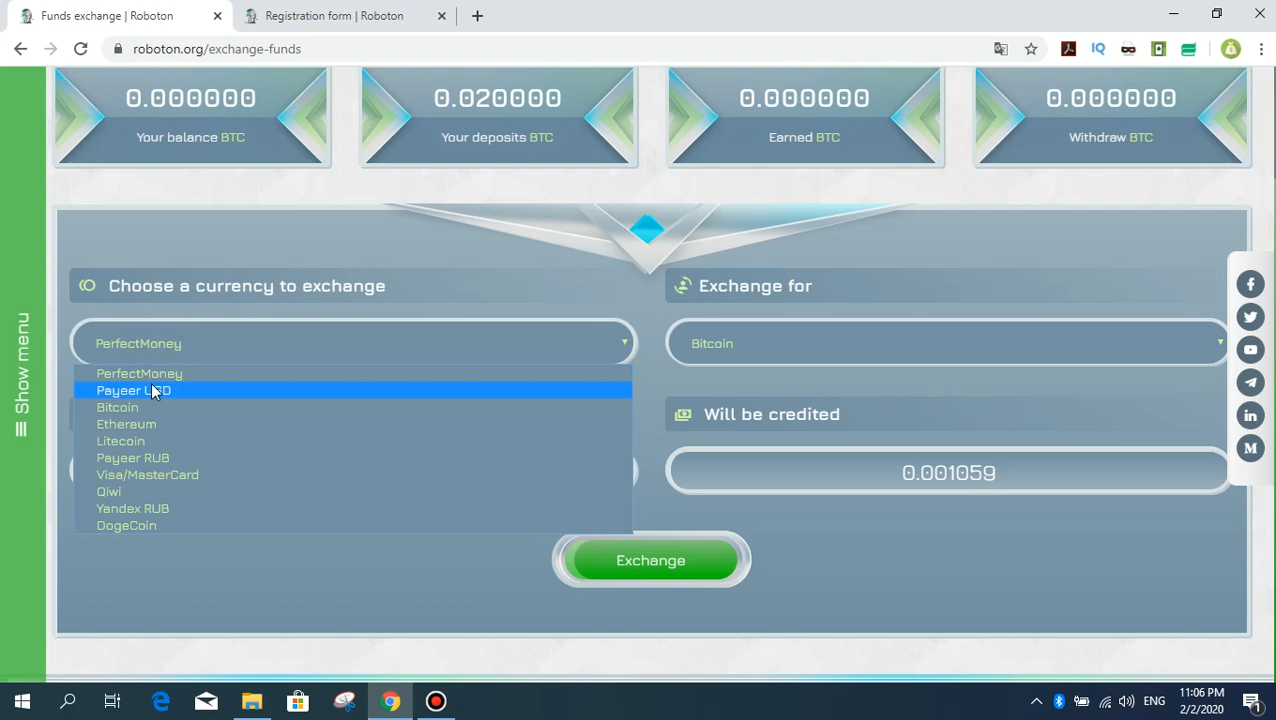 Funds exchange | Roboton
Registration form | Roboton
roboton.org/exchange-funds
IQ
0.000000
Your balance BTC
0.020000
Your deposits BTC
0.000000
Earned BTC
0.000000
Withdraw BTC
Show menu
Choose a currency to exchange
PerfectMoney
PerfectMoney
Payeer USD
Bitcoin
Ethereum
Litecoin
Payeer RUB
Visa/MasterCard
Qiwi
Yandex RUB
DogeCoin
Exchange for
Bitcoin
Will be credited
0.001059
Exchange
ENG
11:06 PM
2/2/2020
1